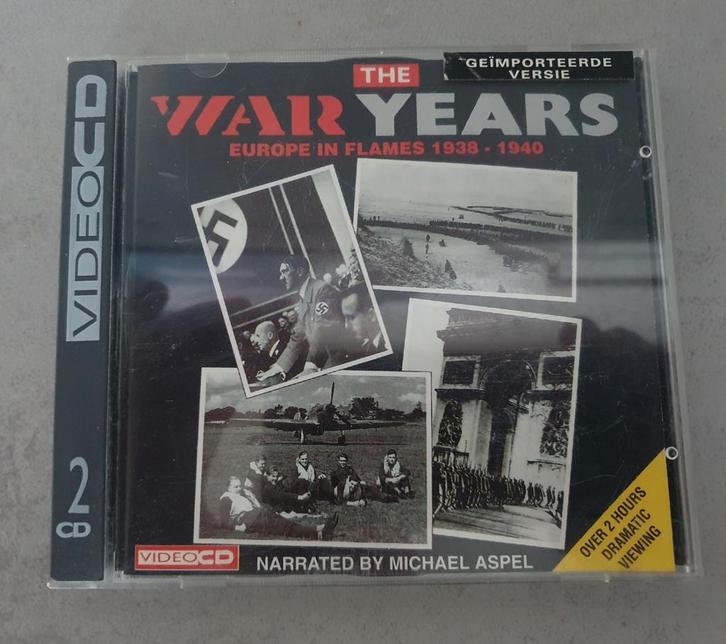 THE
GEÏMPORTEERDE
VERSIE
WAR YEARS
EUROPE IN FLAMES 1938 - 1940
VIDEO CD
2
CD
OVER 2 HOURS
DRAMATIC
VIEWING
VIDEO CD
NARRATED BY MICHAEL ASPEL